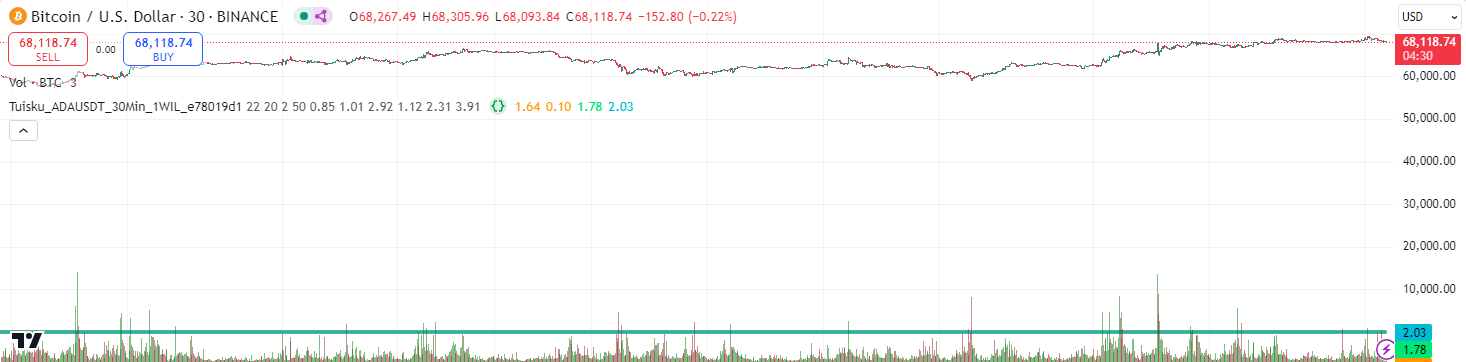 Bitcoin / U.S. Dollar · 30 · BINANCE O68,267.49 H68,305.96 L68,093.84 C68,118.74 −152.80 (−0.22%) USD
68,118.74 0.00 68,118.74 68,118.74
SELL BUY 04:30
60,000.00
Vol · BTC 3
Tuisku_ADAUSDT_30Min_1WIL_e78019d1 22 20 2 50 0.85 1.01 2.92 1.12 2.31 3.91 {} 1.64 0.10 1.78 2.03
50,000.00
40,000.00
30,000.00
20,000.00
10,000.00
2.03
1.78